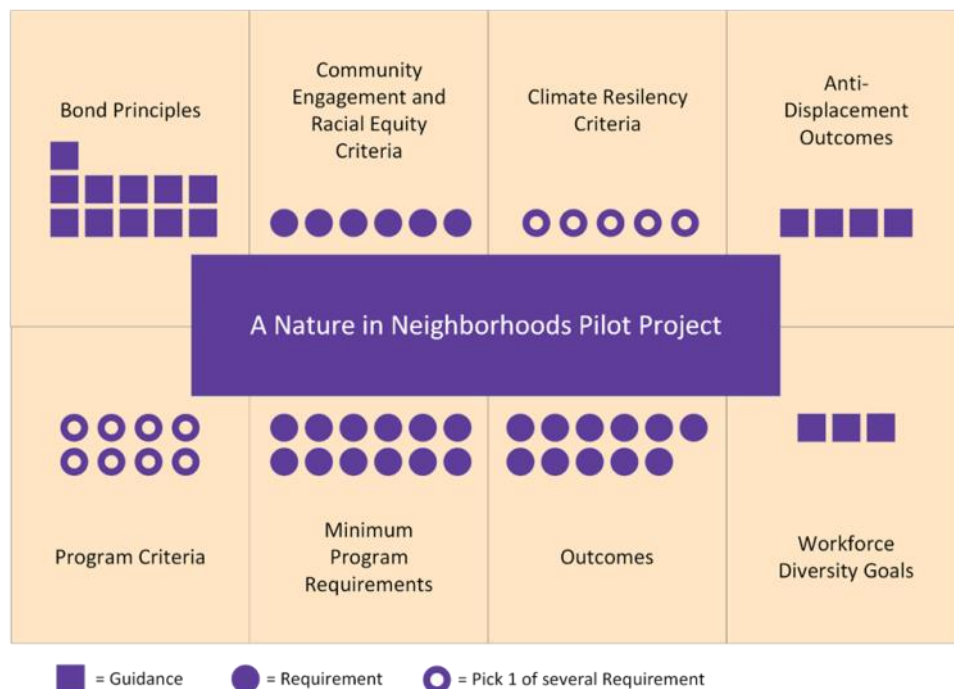 Bond Principles
Community
Engagement and
Racial Equity
Criteria
Climate Resilency
Criteria
Anti-
Displacement
Outcomes
A Nature in Neighborhoods Pilot Project
Program Criteria
Minimum
Program
Requirements
Outcomes
Workforce
Diversity Goals
= Guidance
= Requirement
= Pick 1 of several Requirement